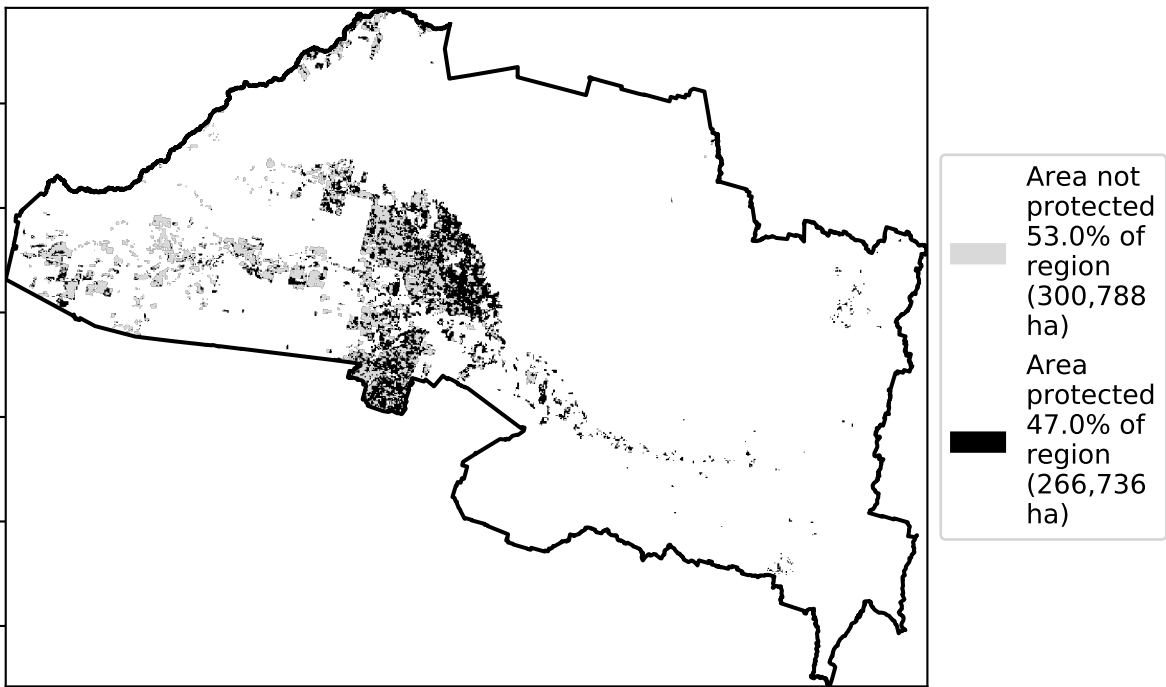 Area not
protected
53.0% of
region
(300,788
ha)
Area
protected
47.0% of
region
(266,736
ha)